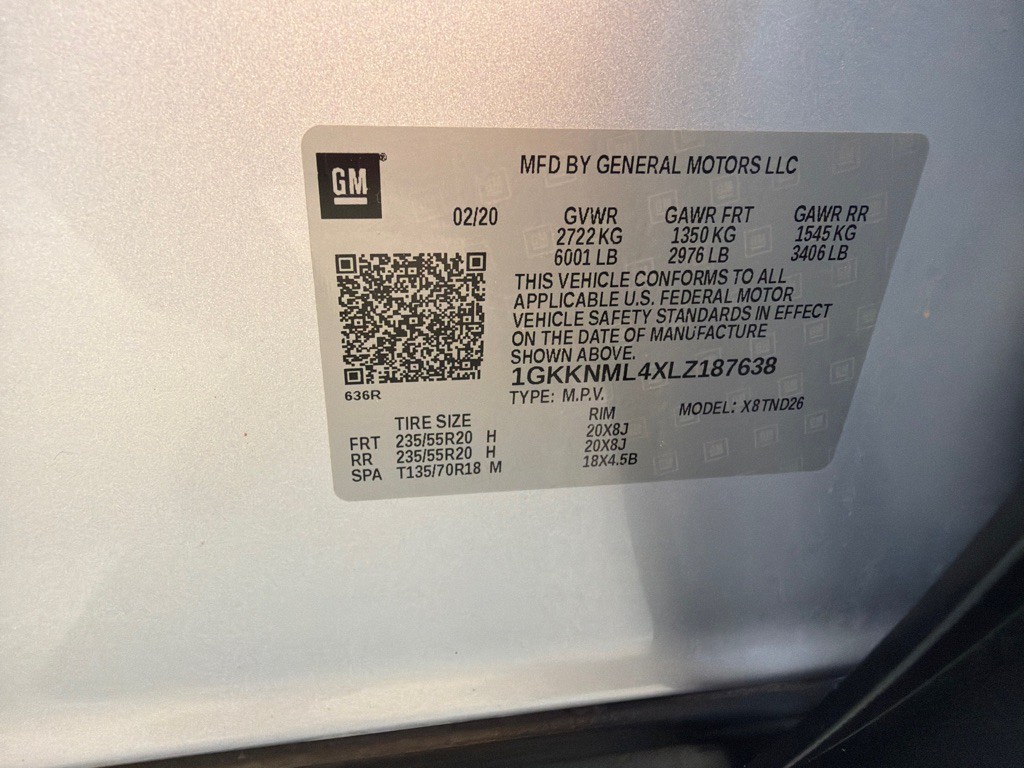 GM®
MFD BY GENERAL MOTORS LLC
02/20 GVWR GAWR FRT GAWR RR
2722 KG 1350 KG 1545 KG
6001 LB 2976 LB 3406 LB
THIS VEHICLE CONFORMS TO ALL
APPLICABLE U.S. FEDERAL MOTOR
VEHICLE SAFETY STANDARDS IN EFFECT
ON THE DATE OF MANUFACTURE
SHOWN ABOVE.
1GKKNML4XLZ187638
636R
TYPE: M.P.V. MODEL: X8TND26
TIRE SIZE RIM
FRT 235/55R20 H 20X8J
RR 235/55R20 H 20X8J
SPA T135/70R18 M 18X4.5B